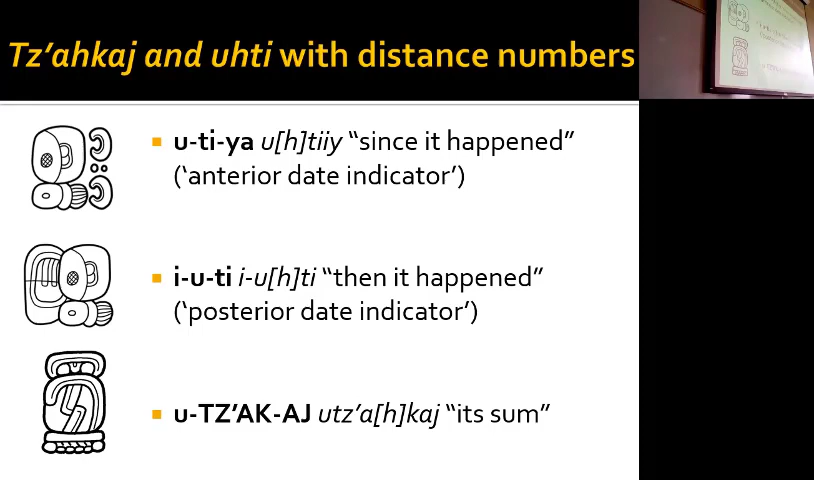 Tz’ahkaj and uhti with distance numbers
u-ti-ya u[h]tiiy “since it happened”
(‘anterior date indicator’)
i-u-ti i-u[h]ti “then it happened”
(‘posterior date indicator’)
u-TZ’AK-AJ utz’a[h]kaj “its sum”